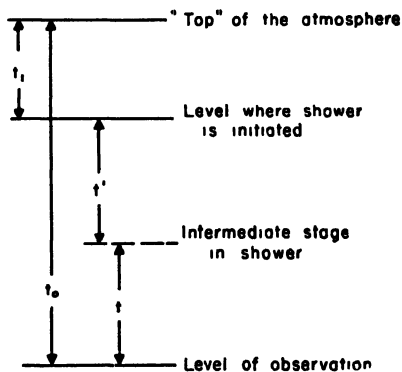 "Top" of the atmosphere
t₁
Level where shower
is initiated
t'
Intermediate stage
in shower
t₀
t
Level of observation